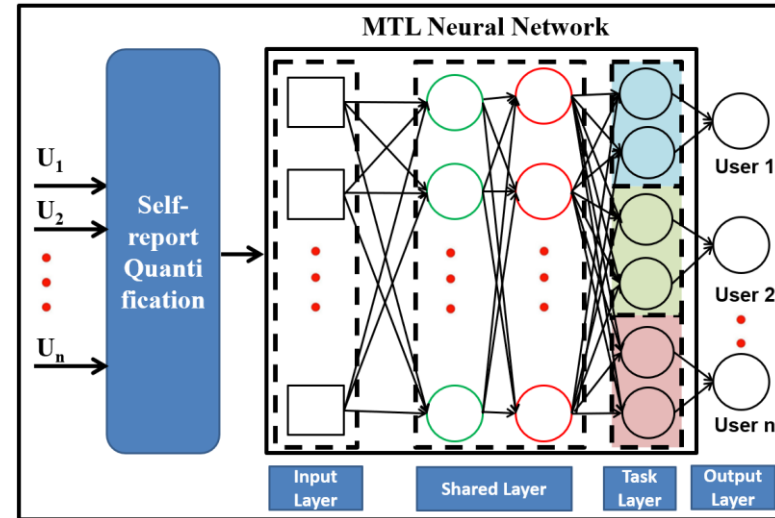 MTL Neural Network
U1
U2
Un
Self-
report
Quanti
fication
User 1
User 2
User n
Input
Layer
Shared Layer
Task
Layer
Output
Layer